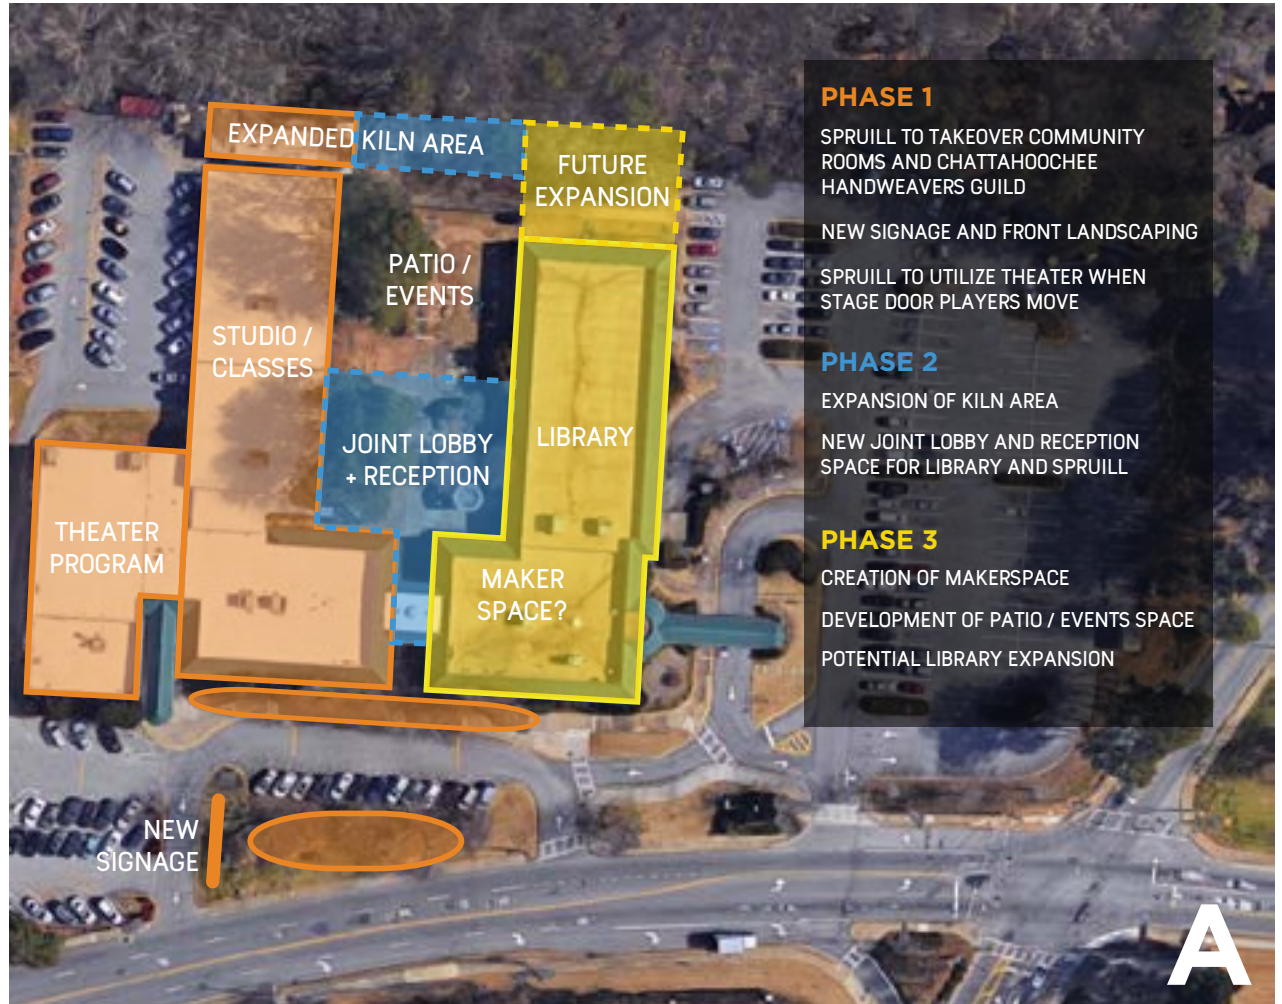 EXPANDED KILN AREA
FUTURE
EXPANSION
PATIO /
EVENTS
STUDIO /
CLASSES
JOINT LOBBY
+ RECEPTION
LIBRARY
THEATER
PROGRAM
MAKER
SPACE?
NEW
SIGNAGE
PHASE 1
SPRUILL TO TAKEOVER COMMUNITY
ROOMS AND CHATTAHOOCHEE
HANDWEAVERS GUILD
NEW SIGNAGE AND FRONT LANDSCAPING
SPRUILL TO UTILIZE THEATER WHEN
STAGE DOOR PLAYERS MOVE
PHASE 2
EXPANSION OF KILN AREA
NEW JOINT LOBBY AND RECEPTION
SPACE FOR LIBRARY AND SPRUILL
PHASE 3
CREATION OF MAKERSPACE
DEVELOPMENT OF PATIO / EVENTS SPACE
POTENTIAL LIBRARY EXPANSION
A